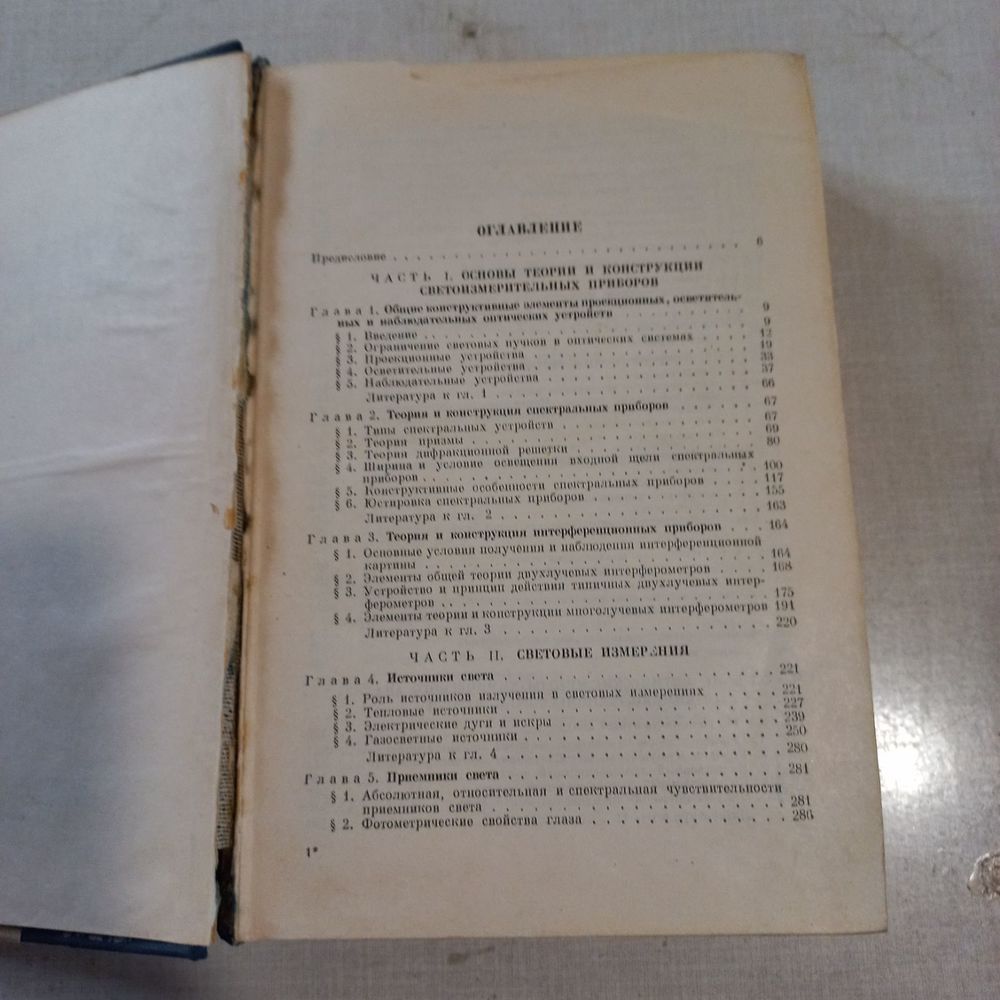 ОГЛАВЛЕНИЕ
Предисловие . . . . . . . . . . . . . . . . . . . . . . . . . . . . 6
ЧАСТЬ I. ОСНОВЫ ТЕОРИИ И КОНСТРУКЦИИ
СВЕТОИЗМЕРИТЕЛЬНЫХ ПРИБОРОВ
Глава 1. Общие конструктивные элементы проекционных, осветитель-
ных и наблюдательных оптических устройств . . . . . . . . . . 9
§ 1. Введение . . . . . . . . . . . . . . . . . . . . . . . . 9
§ 2. Ограничение световых пучков в оптических системах . . . . 12
§ 3. Проекционные устройства . . . . . . . . . . . . . . . . 19
§ 4. Осветительные устройства . . . . . . . . . . . . . . . . 33
§ 5. Наблюдательные устройства . . . . . . . . . . . . . . . 37
Литература к гл. 1 . . . . . . . . . . . . . . . . . . . 66
Глава 2. Теория и конструкция спектральных приборов . . . . . . . 67
§ 1. Типы спектральных устройств . . . . . . . . . . . . . . 67
§ 2. Теория призмы . . . . . . . . . . . . . . . . . . . . . 69
§ 3. Теория дифракционной решетки . . . . . . . . . . . . . 80
§ 4. Ширина и условие освещения входной щели спектральных
приборов . . . . . . . . . . . . . . . . . . . . . . . . 100
§ 5. Конструктивные особенности спектральных приборов . . . . 117
§ 6. Юстировка спектральных приборов . . . . . . . . . . . . 155
Литература к гл. 2 . . . . . . . . . . . . . . . . . . . 163
Глава 3. Теория и конструкция интерференционных приборов . . . 164
§ 1. Основные условия получения и наблюдения интерференционной
картины . . . . . . . . . . . . . . . . . . . . . . . . 164
§ 2. Элементы общей теории двухлучевых интерферометров . . . . 168
§ 3. Устройство и принцип действия типичных двухлучевых интер-
ферометров . . . . . . . . . . . . . . . . . . . . . . . 175
§ 4. Элементы теории и конструкции многолучевых интерферометров 191
Литература к гл. 3 . . . . . . . . . . . . . . . . . . . 220
ЧАСТЬ II. СВЕТОВЫЕ ИЗМЕРЕНИЯ
Глава 4. Источники света . . . . . . . . . . . . . . . . . . . . 221
§ 1. Роль источников излучения в световых измерениях . . . . . 221
§ 2. Тепловые источники . . . . . . . . . . . . . . . . . . . 227
§ 3. Электрические дуги и искры . . . . . . . . . . . . . . . 239
§ 4. Газосветные источники . . . . . . . . . . . . . . . . . 250
Литература к гл. 4 . . . . . . . . . . . . . . . . . . . 280
Глава 5. Приемники света . . . . . . . . . . . . . . . . . . . . 281
§ 1. Абсолютная, относительная и спектральная чувствительности
приемников света . . . . . . . . . . . . . . . . . . . . 281
§ 2. Фотометрические свойства глаза . . . . . . . . . . . . . 286
1*